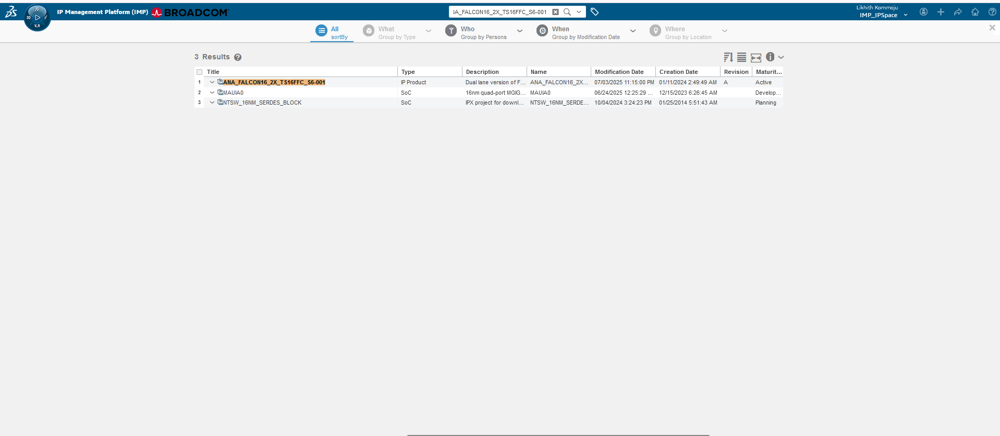 IP Management Platform (IMP) BROADCOM
3D
V.R
IA_FALCON16_2X_TS16FFC_S6-001
Likhith Kommoju
IMP_IPSpace
All
sortBy
What
Group by Type
Who
Group by Persons
When
Group by Modification Date
Where
Group by Location
3 Results
Title Type Description Name Modification Date Creation Date Revision Maturit...
1 ANA_FALCON16_2X_TS16FFC_S6-001 IP Product Dual lane version of F... ANA_FALCON16_2X... 07/03/2025 11:15:00 PM 01/11/2024 2:49:49 AM A Active
2 MAUIA0 SoC 16nm quad-port MGIG... MAUIA0 06/24/2025 12:25:29 ... 12/15/2023 6:26:45 AM Develop...
3 NTSW_16NM_SERDES_BLOCK SoC IPX project for downl... NTSW_16NM_SERDE... 10/04/2024 3:24:23 PM 01/25/2014 5:51:43 AM Planning